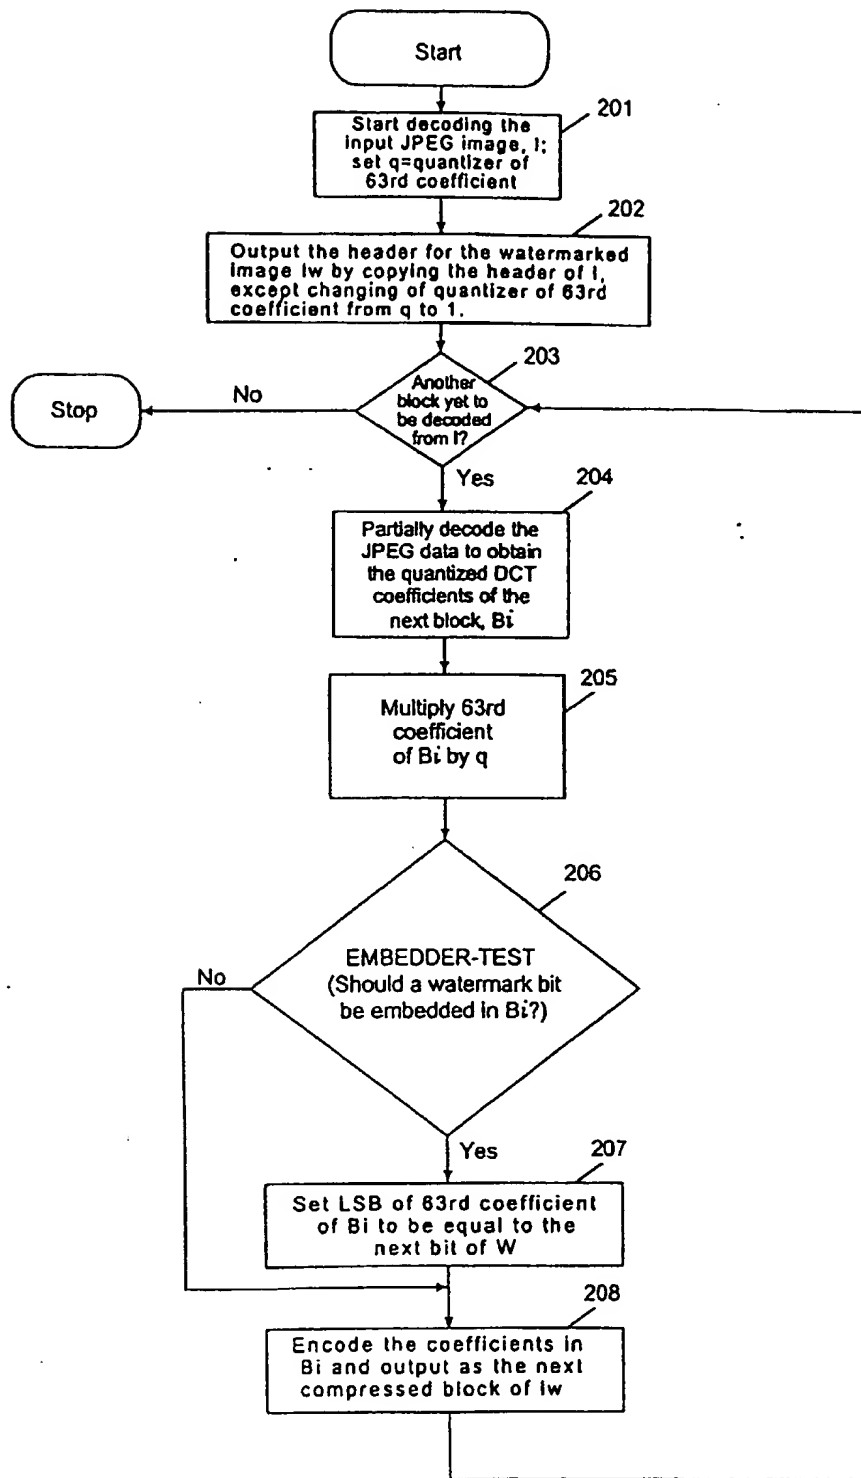 Start
201
Start decoding the
input JPEG image, I;
set q=quantizer of
63rd coefficient
202
Output the header for the watermarked
image Iw by copying the header of I,
except changing of quantizer of 63rd
coefficient from q to 1.
203
Another
block yet to
be decoded
from I?
No
Stop
Yes
204
Partially decode the
JPEG data to obtain
the quantized DCT
coefficients of the
next block, Bi
205
Multiply 63rd
coefficient
of Bi by q
206
EMBEDDER-TEST
(Should a watermark bit
be embedded in Bi?)
No
Yes
207
Set LSB of 63rd coefficient
of Bi to be equal to the
next bit of W
208
Encode the coefficients in
Bi and output as the next
compressed block of Iw